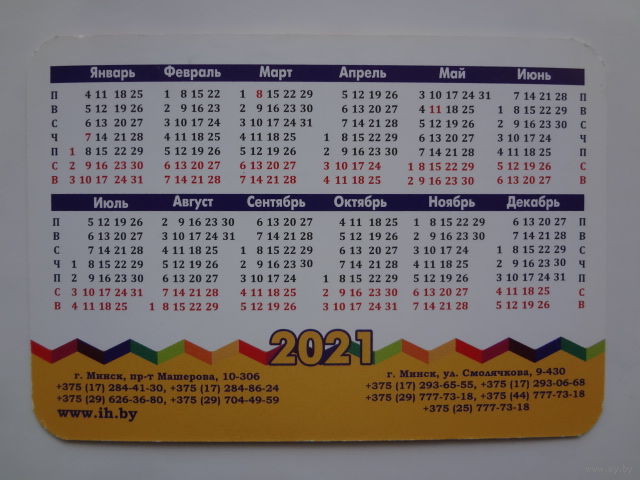 Январь Февраль Март Апрель Май Июнь
П 4 11 18 25 1 8 15 22 1 8 15 22 29 5 12 19 26 3 10 17 24 31 7 14 21 28 П
В 5 12 19 26 2 9 16 23 2 9 16 23 30 6 13 20 27 4 11 18 25 1 8 15 22 29 В
С 6 13 20 27 3 10 17 24 3 10 17 24 31 7 14 21 28 5 12 19 26 2 9 16 23 30 С
Ч 7 14 21 28 4 11 18 25 4 11 18 25 1 8 15 22 29 6 13 20 27 3 10 17 24 Ч
П 1 8 15 22 29 5 12 19 26 5 12 19 26 2 9 16 23 30 7 14 21 28 4 11 18 25 П
С 2 9 16 23 30 6 13 20 27 6 13 20 27 3 10 17 24 1 8 15 22 29 5 12 19 26 С
В 3 10 17 24 31 7 14 21 28 7 14 21 28 4 11 18 25 2 9 16 23 30 6 13 20 27 В
Июль Август Сентябрь Октябрь Ноябрь Декабрь
П 5 12 19 26 2 9 16 23 30 6 13 20 27 4 11 18 25 1 8 15 22 29 6 13 20 27 П
В 6 13 20 27 3 10 17 24 31 7 14 21 28 5 12 19 26 2 9 16 23 30 7 14 21 28 В
С 7 14 21 28 4 11 18 25 1 8 15 22 29 6 13 20 27 3 10 17 24 1 8 15 22 29 С
Ч 1 8 15 22 29 5 12 19 26 2 9 16 23 30 7 14 21 28 4 11 18 25 2 9 16 23 30 Ч
П 2 9 16 23 30 6 13 20 27 3 10 17 24 1 8 15 22 29 5 12 19 26 3 10 17 24 31 П
С 3 10 17 24 31 7 14 21 28 4 11 18 25 2 9 16 23 30 6 13 20 27 4 11 18 25 С
В 4 11 18 25 1 8 15 22 29 5 12 19 26 3 10 17 24 31 7 14 21 28 5 12 19 26 В
2021
г. Минск, пр-т Машерова, 10-306
+375 (17) 284-41-30, +375 (17) 284-86-24
+375 (29) 626-36-80, +375 (29) 704-49-59
www.ih.by
г. Минск, ул. Смолячкова, 9-430
+375 (17) 293-65-55, +375 (17) 293-06-68
+375 (29) 777-73-18, +375 (44) 777-73-18
+375 (25) 777-73-18
www.ay.by